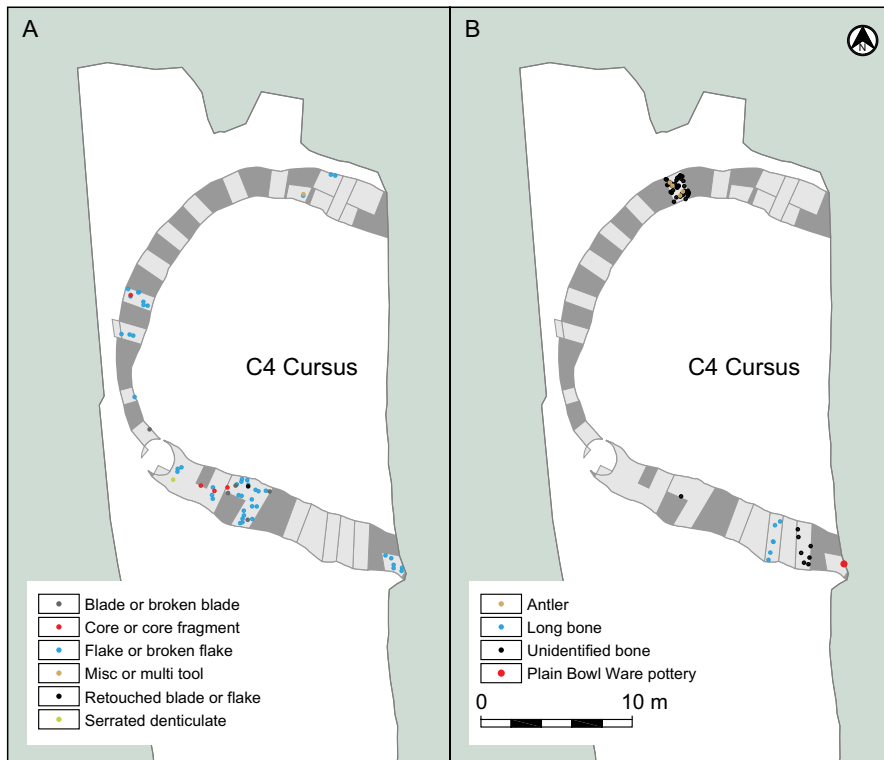 A
C4 Cursus
Blade or broken blade
Core or core fragment
Flake or broken flake
Misc or multi tool
Retouched blade or flake
Serrated denticulate
B
N
C4 Cursus
Antler
Long bone
Unidentified bone
Plain Bowl Ware pottery
0 10 m